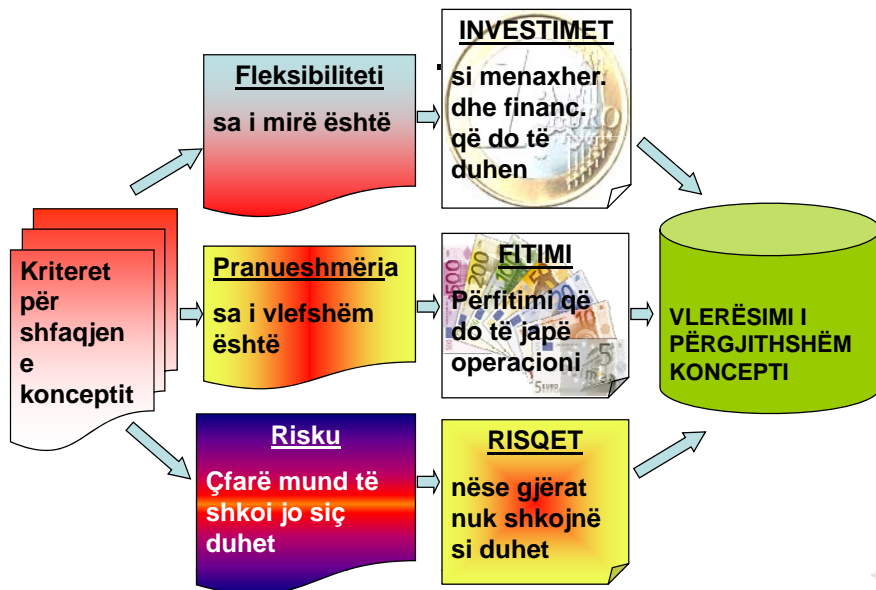 Kriteret
për
shfaqjen
e
konceptit
Fleksibiliteti
sa i mirë është
INVESTIMET
si menaxher.
dhe financ.
që do të
duhen
Pranueshmëria
sa i vlefshëm
është
FITIMI
Përfitimi që
do të japë
operacioni
Risku
Çfarë mund të
shkoi jo siç
duhet
RISQET
nëse gjërat
nuk shkojnë
si duhet
VLERËSIMI I
PËRGJITHSHËM
KONCEPTI